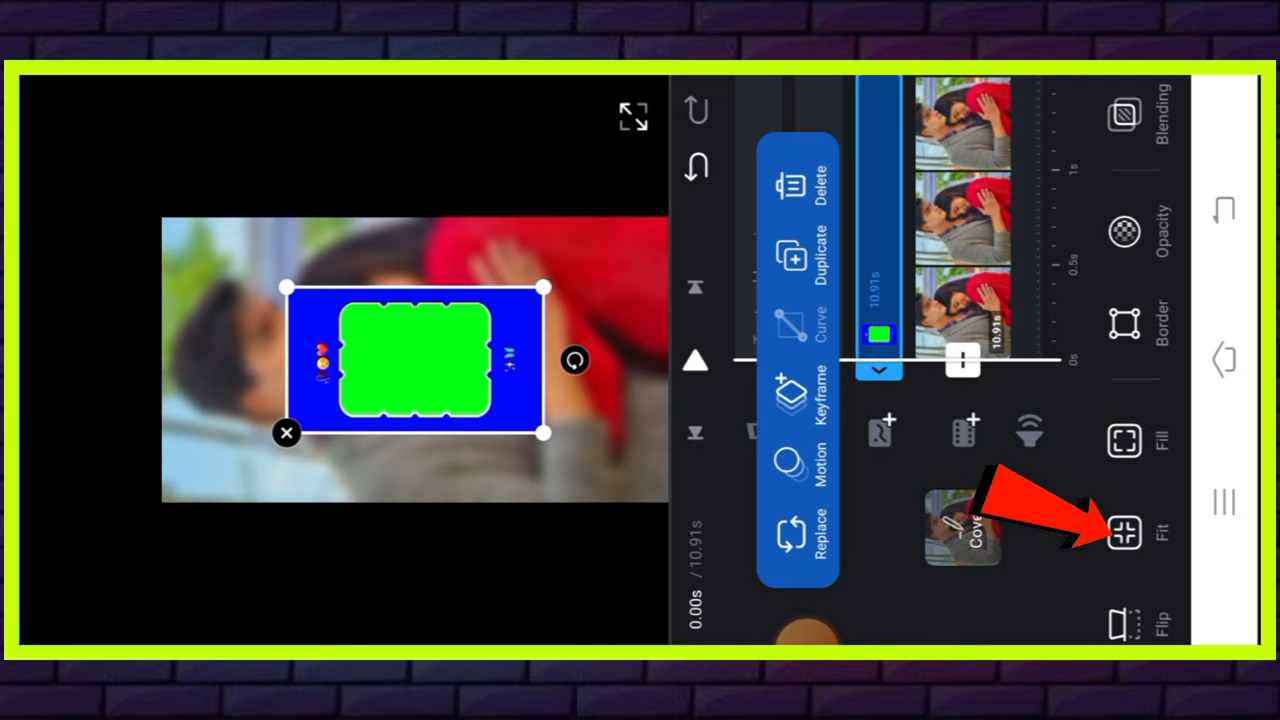 0.00s / 10.91s
Replace
Motion
Keyframe
Curve
Duplicate
Delete
10.91s
10.91s
0s
0.5s
1s
Flip
Fit
Fill
Border
Opacity
Blending